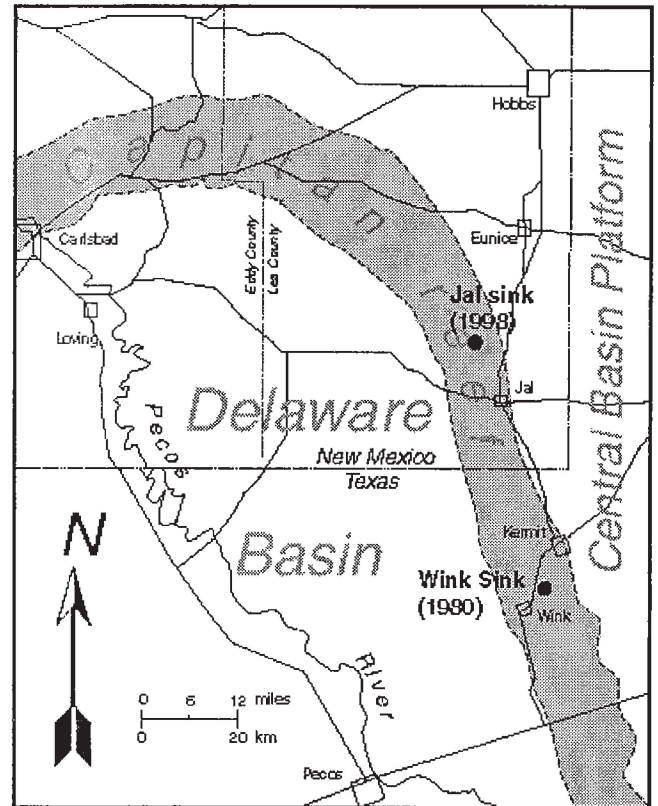 Hobbs
Capitan
Central Basin Platform
Carlsbad
Eunice
Eddy County
Lea County
Jal sink
(1998)
Loving
reef
Jal
Delaware
Pecos
New Mexico
Texas
N
Basin
Kermit
Wink Sink
(1980)
Wink
River
0 6 12 miles
0 20 km
Pecos